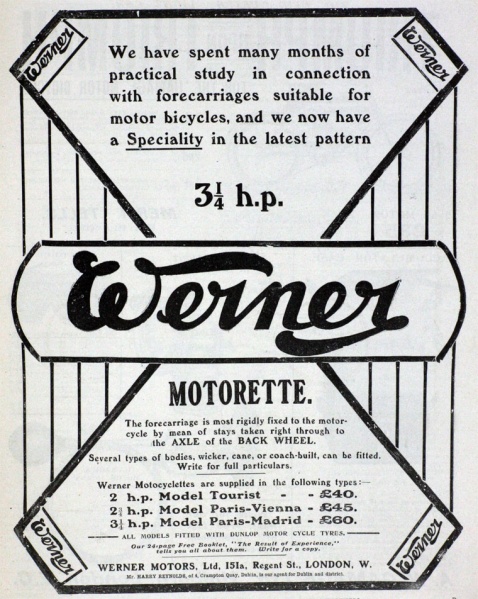 Werner
Werner
We have spent many months of
practical study in connection
with forecarriages suitable for
motor bicycles, and we now have
a Speciality in the latest pattern
3¼ h.p.
Werner
MOTORETTE.
The forecarriage is most rigidly fixed to the motor-
cycle by mean of stays taken right through to
the AXLE of the BACK WHEEL.
Several types of bodies, wicker, cane, or coach-built, can be fitted.
Write for full particulars.
Werner Motocyclettes are supplied in the following types:—
2 h.p. Model Tourist - - £40.
h.p. Model Paris-Vienna - £45.
3¼ h.p. Model Paris-Madrid - £60.
ALL MODELS FITTED WITH DUNLOP MOTOR CYCLE TYRES.
Our 24-page Free Booklet, "The Result of Experience,"
tells you all about them. Write for a copy.
WERNER MOTORS, Ltd, 151a, Regent St., LONDON, W.
Mr HARRY REYNOLDS, of 4, Crampton Quay, Dublin, is our agent for Dublin and district.
Werner
Werner